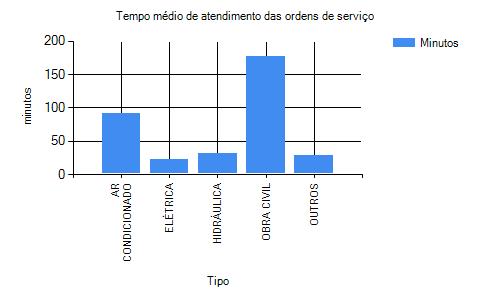 Tempo médio de atendimento das ordens de serviço
Minutos
minutos
200
150
100
50
0
AR
CONDICIONADO
ELÉTRICA
HIDRÁULICA
OBRA CIVIL
OUTROS
Tipo